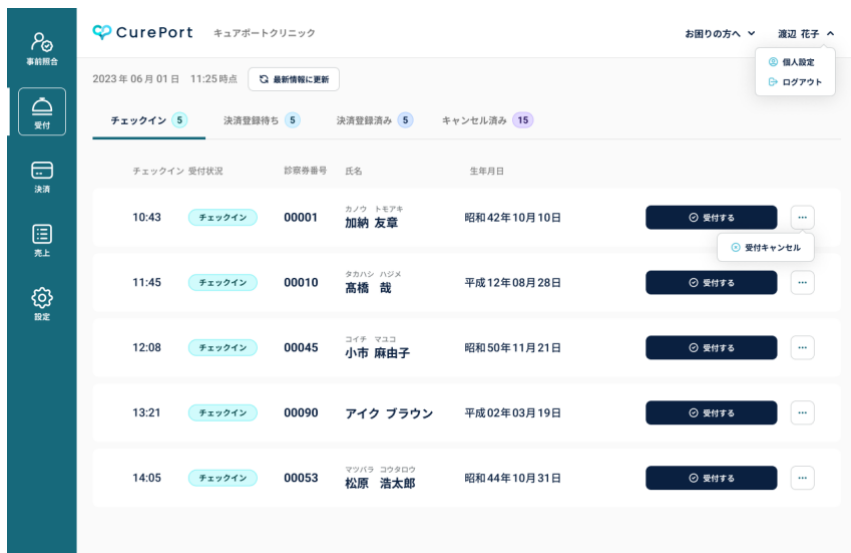 CurePort キュアポートクリニック
お困りの方へ 渡辺 花子
個人設定
ログアウト
事前照合
受付
決済
売上
設定
2023年06月01日 11:25時点 最新情報に更新
チェックイン 5 決済登録待ち 5 決済登録済み 5 キャンセル済み 15
チェックイン 受付状況 診察券番号 氏名 生年月日
カノウ トモアキ
10:43 チェックイン 00001 加納 友章 昭和42年10月10日 受付する ...
受付キャンセル
タカハシ ハジメ
11:45 チェックイン 00010 髙橋 哉 平成12年08月28日 受付する ...
コイチ マユコ
12:08 チェックイン 00045 小市 麻由子 昭和50年11月21日 受付する ...
13:21 チェックイン 00090 アイク ブラウン 平成02年03月19日 受付する ...
マツバラ コウタロウ
14:05 チェックイン 00053 松原 浩太郎 昭和44年10月31日 受付する ...